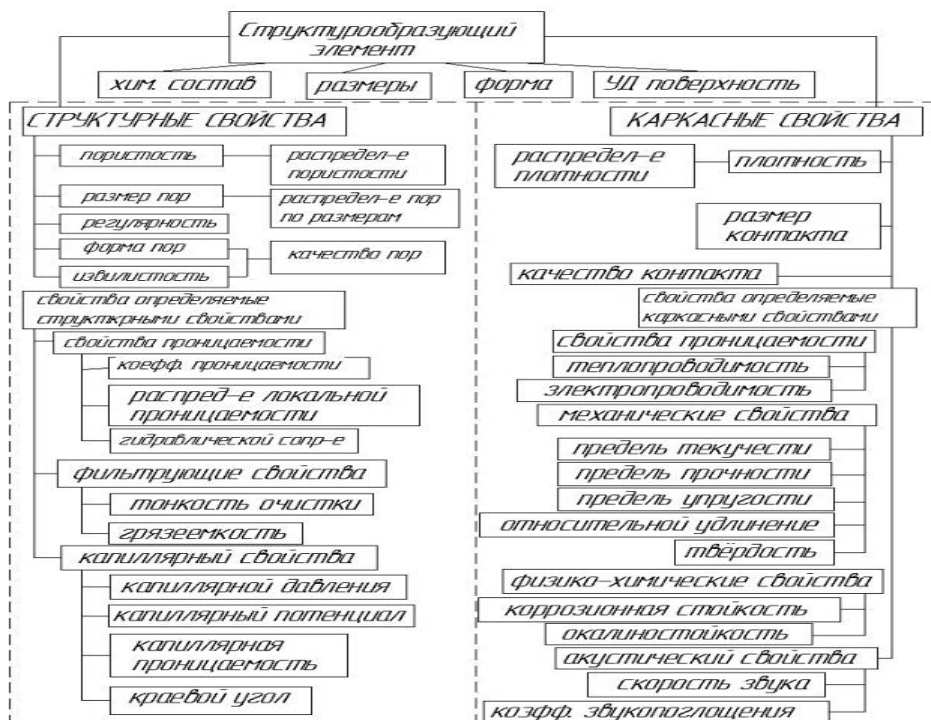 Структурообразующий
элемент
хим. состав
размеры
форма
УД поверхность
СТРУКТУРНЫЕ СВОЙСТВА
пористость
распредел-е
пористости
размер пор
распредел-е пор
по размерам
регулярность
форма пор
качество пор
извилистость
свойства определяемые
структкрными свойствами
свойства проницаемости
коефф. проницаемости
распред-е локальной
проницаемости
гидравлической сопр-е
фильтрующие свойства
тонкость очистки
грязеемкость
капиллярный свойства
капиллярной давления
капиллярный потенциал
капиллярная
проницаемость
краевой угол
КАРКАСНЫЕ СВОЙСТВА
распредел-е
плотности
плотность
размер
контакта
качество контакта
свойства определяемые
каркасными свойствами
свойства проницаемости
теплопроводимость
электропроводимость
механические свойства
предель текучести
предель прочности
предель упругости
относительной удлинение
твёрдость
физико-химические свойства
коррозионная стойкость
окалиностойкость
акустический свойства
скорость звука
коэфф. звукопоглощения